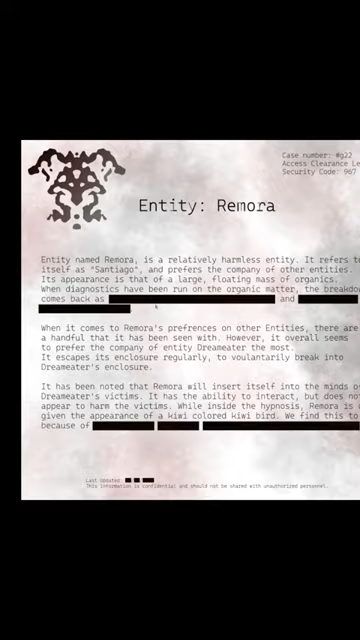 Case number: #g22
Access Clearance Le
Security Code: 967
Entity: Remora
Entity named Remora, is a relatively harmless entity. It refers to
itself as "Santiago", and prefers the company of other entities.
Its appearance is that of a large, floating mass of organics.
When diagnostics have been run on the organic matter, the breakdow
comes back as and
When it comes to Remora's prefrences on other Entities, there are
a handful that it has been seen with. However, it overall seems
to prefer the company of entity Dreameater the most.
It escapes its enclosure regularly, to voulantarily break into
Dreameater's enclosure.
It has been noted that Remora will insert itself into the minds of
Dreameater's victims. It has the ability to interact, but does not
appear to harm the victims. While inside the hypnosis, Remora is
given the appearance of a kiwi colored kiwi bird. We find this to
because of
Last Updated:
This information is confidential and should not be shared with unauthorized personnel.